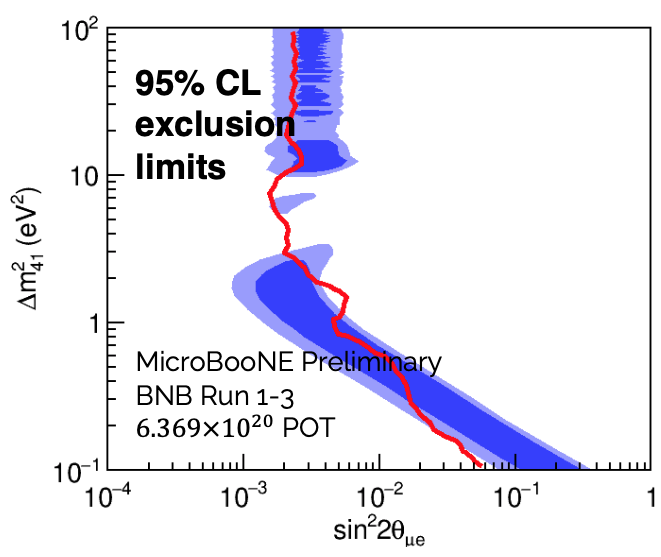 10²
95% CL
exclusion
limits
10
Δm²₄₁ (eV²)
1
MicroBooNE Preliminary
BNB Run 1-3
6.369×10²⁰ POT
10⁻¹
10⁻⁴ 10⁻³ 10⁻² 10⁻¹ 1
sin²2θμe